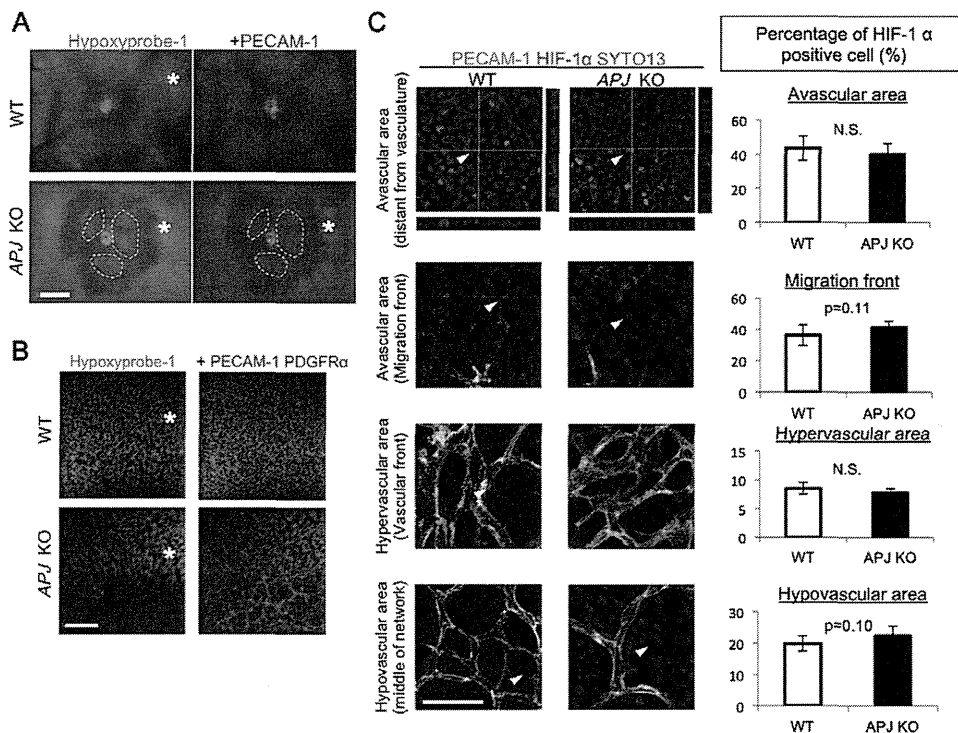 A
Hypoxyprobe-1
+PECAM-1
WT
*
APJ KO
*
*
B
Hypoxyprobe-1
+ PECAM-1 PDGFRα
WT
*
APJ KO
*
C
PECAM-1 HIF-1α SYTO13
WT
APJ KO
Avascular area
(distant from vasculature)
Avascular area
(Migration front)
Hypervascular area
(Vascular front)
Hypovascular area
(middle of network)
Percentage of HIF-1 α
positive cell (%)
Avascular area
N.S.
60
40
20
0
WT
APJ KO
Migration front
p=0.11
60
40
20
0
WT
APJ KO
Hypervascular area
N.S.
15
10
5
0
WT
APJ KO
Hypovascular area
p=0.10
30
20
10
0
WT
APJ KO